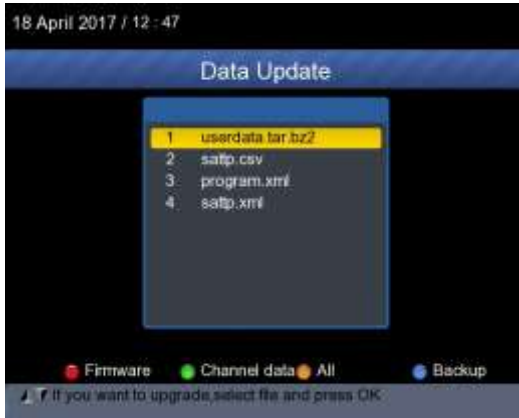 18 April 2017 / 12 : 47
Data Update
1 userdata.tar.bz2
2 sattp.csv
3 program.xml
4 sattp.xml
Firmware Channel data All Backup
If you want to upgrade,select file and press OK